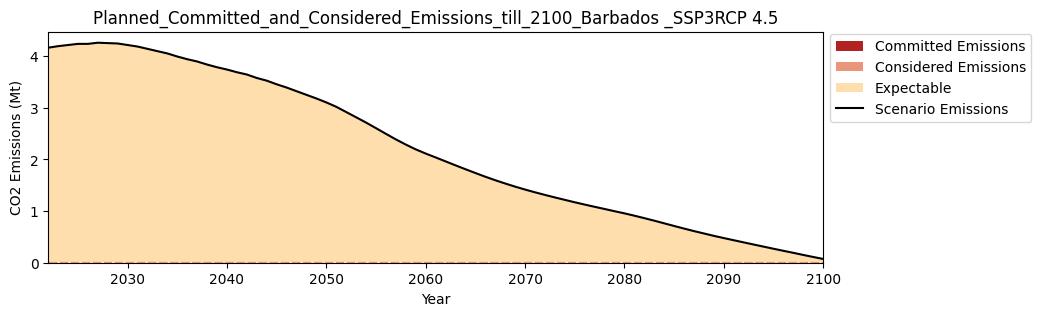 Planned_Committed_and_Considered_Emissions_till_2100_Barbados _SSP3RCP 4.5
Committed Emissions
Considered Emissions
Expectable
Scenario Emissions
CO2 Emissions (Mt)
4
3
2
1
0
2030 2040 2050 2060 2070 2080 2090 2100
Year